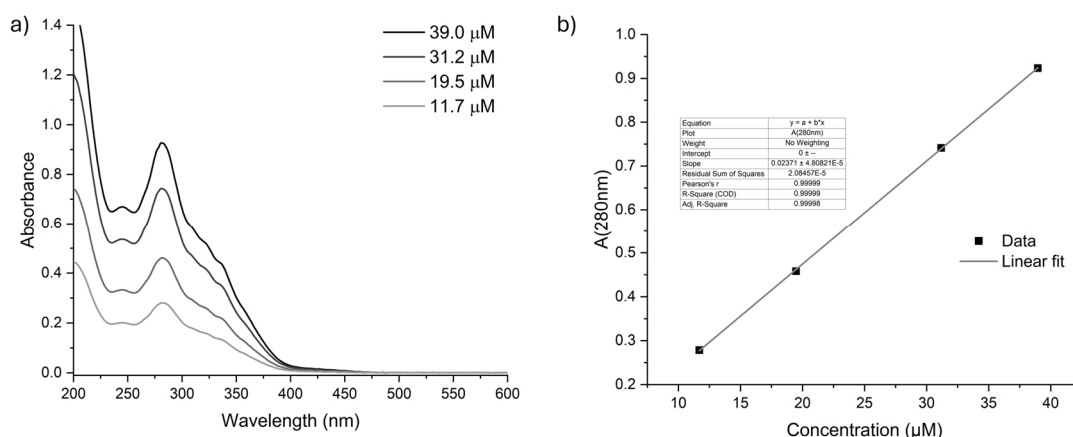 a)
39.0 μM
31.2 μM
19.5 μM
11.7 μM
1.4
1.2
1.0
0.8
0.6
0.4
0.2
0.0
Absorbance
200 250 300 350 400 450 500 550 600
Wavelength (nm)
b)
1.0
0.9
0.8
0.7
0.6
0.5
0.4
0.3
0.2
A(280nm)
Equation y = a + b*x
Plot A(280nm)
Weight No Weighting
Intercept 0 ± --
Slope 0.02371 ± 4.80821E-5
Residual Sum of Squares 2.08457E-5
Pearson's r 0.99999
R-Square (COD) 0.99999
Adj. R-Square 0.99998
Data
Linear fit
10 15 20 25 30 35 40
Concentration (μM)